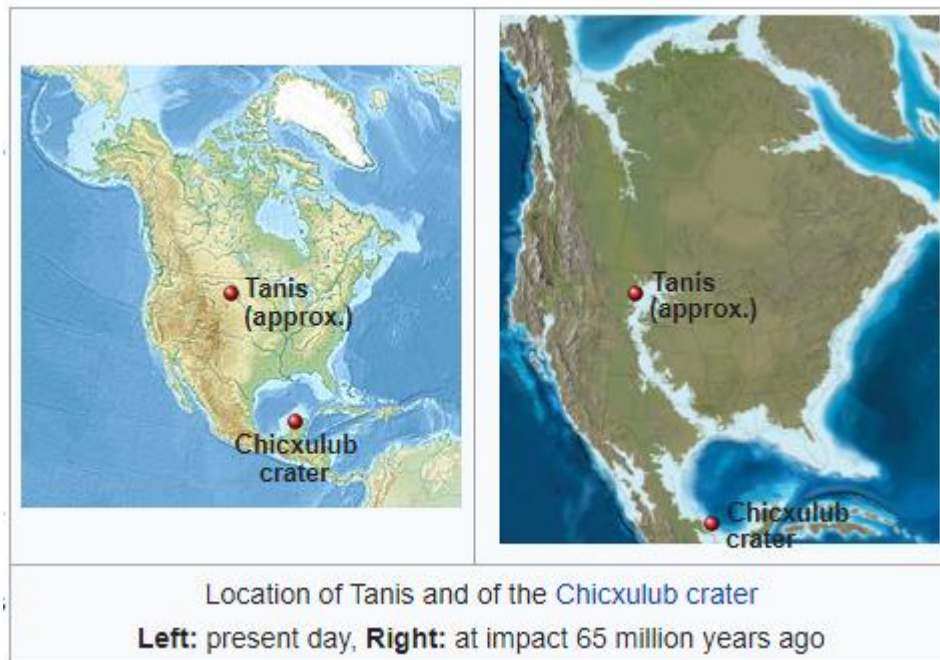 Tanis
(approx.)
Chicxulub
crater
Tanis
(approx.)
Chicxulub
crater
Location of Tanis and of the Chicxulub crater
Left: present day, Right: at impact 65 million years ago